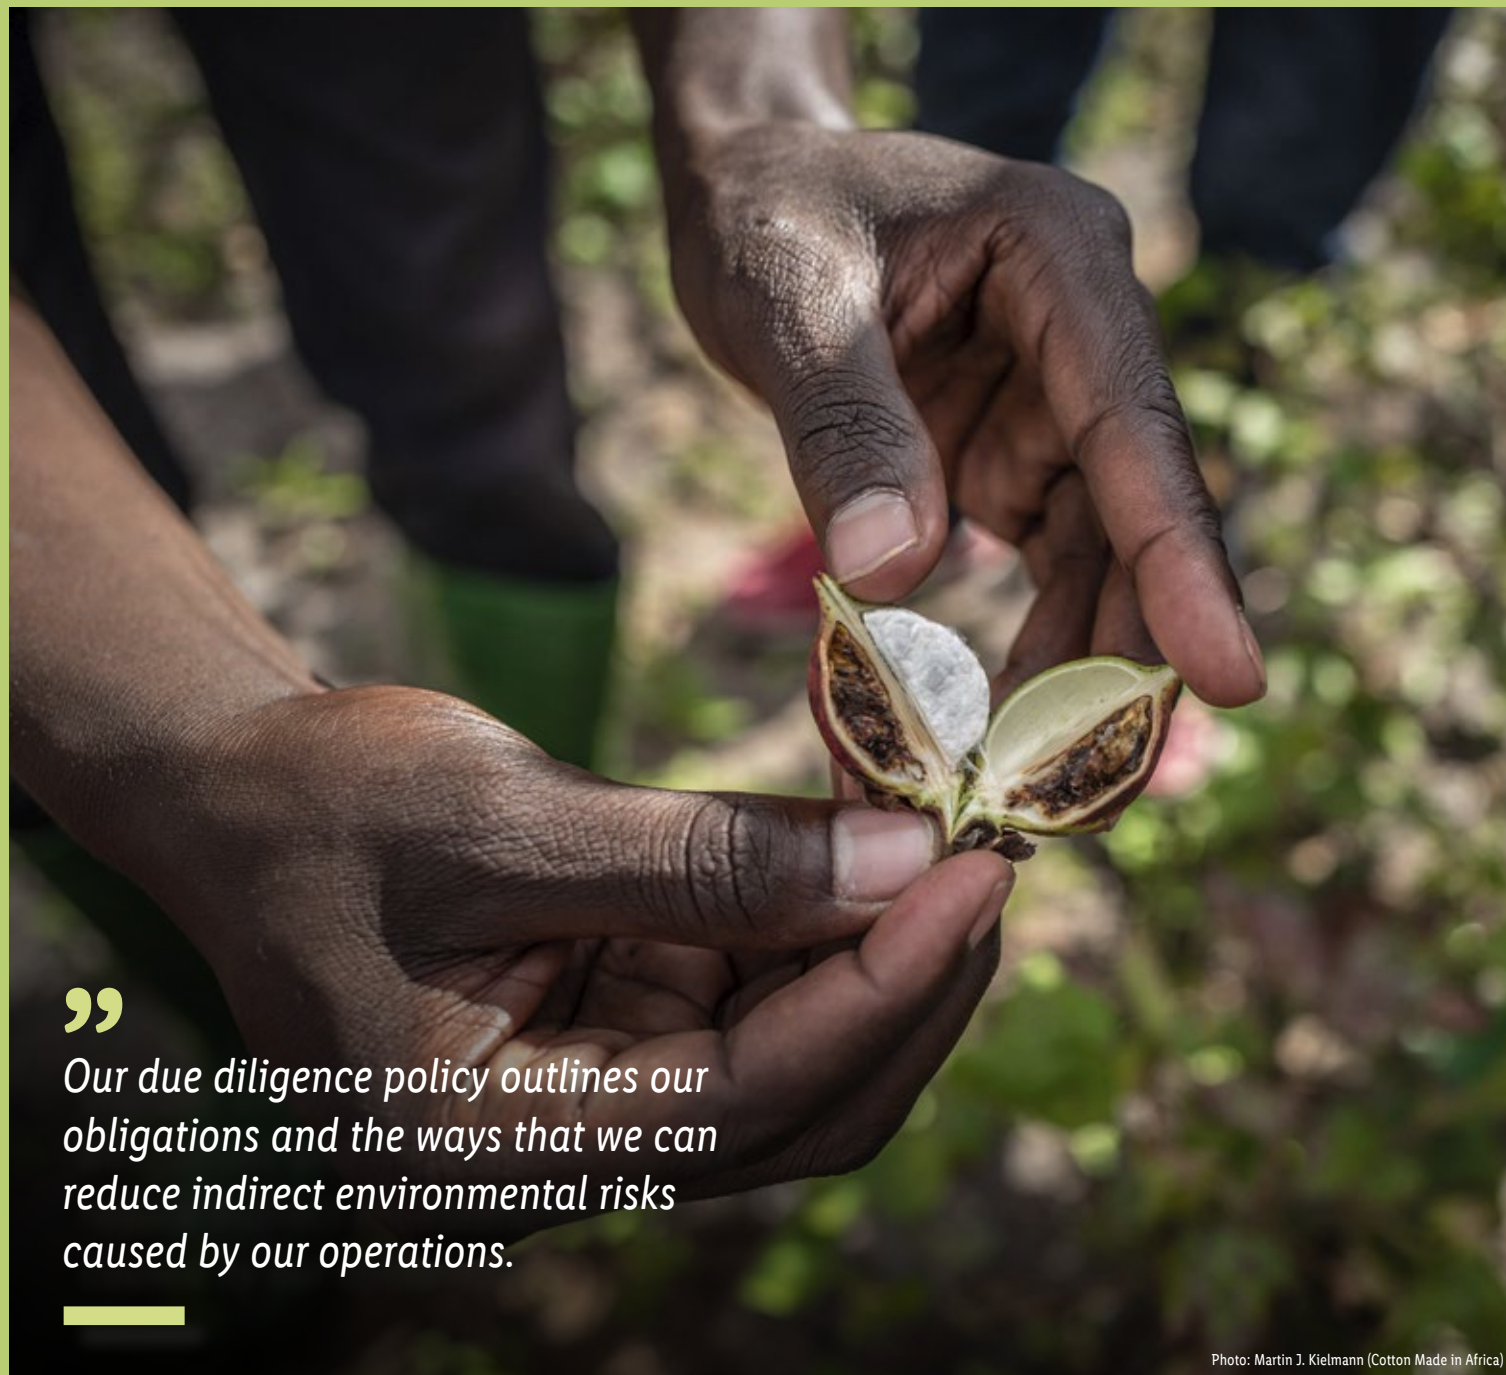 ”
Our due diligence policy outlines our
obligations and the ways that we can
reduce indirect environmental risks
caused by our operations.
Photo: Martin J. Kielmann (Cotton Made in Africa)